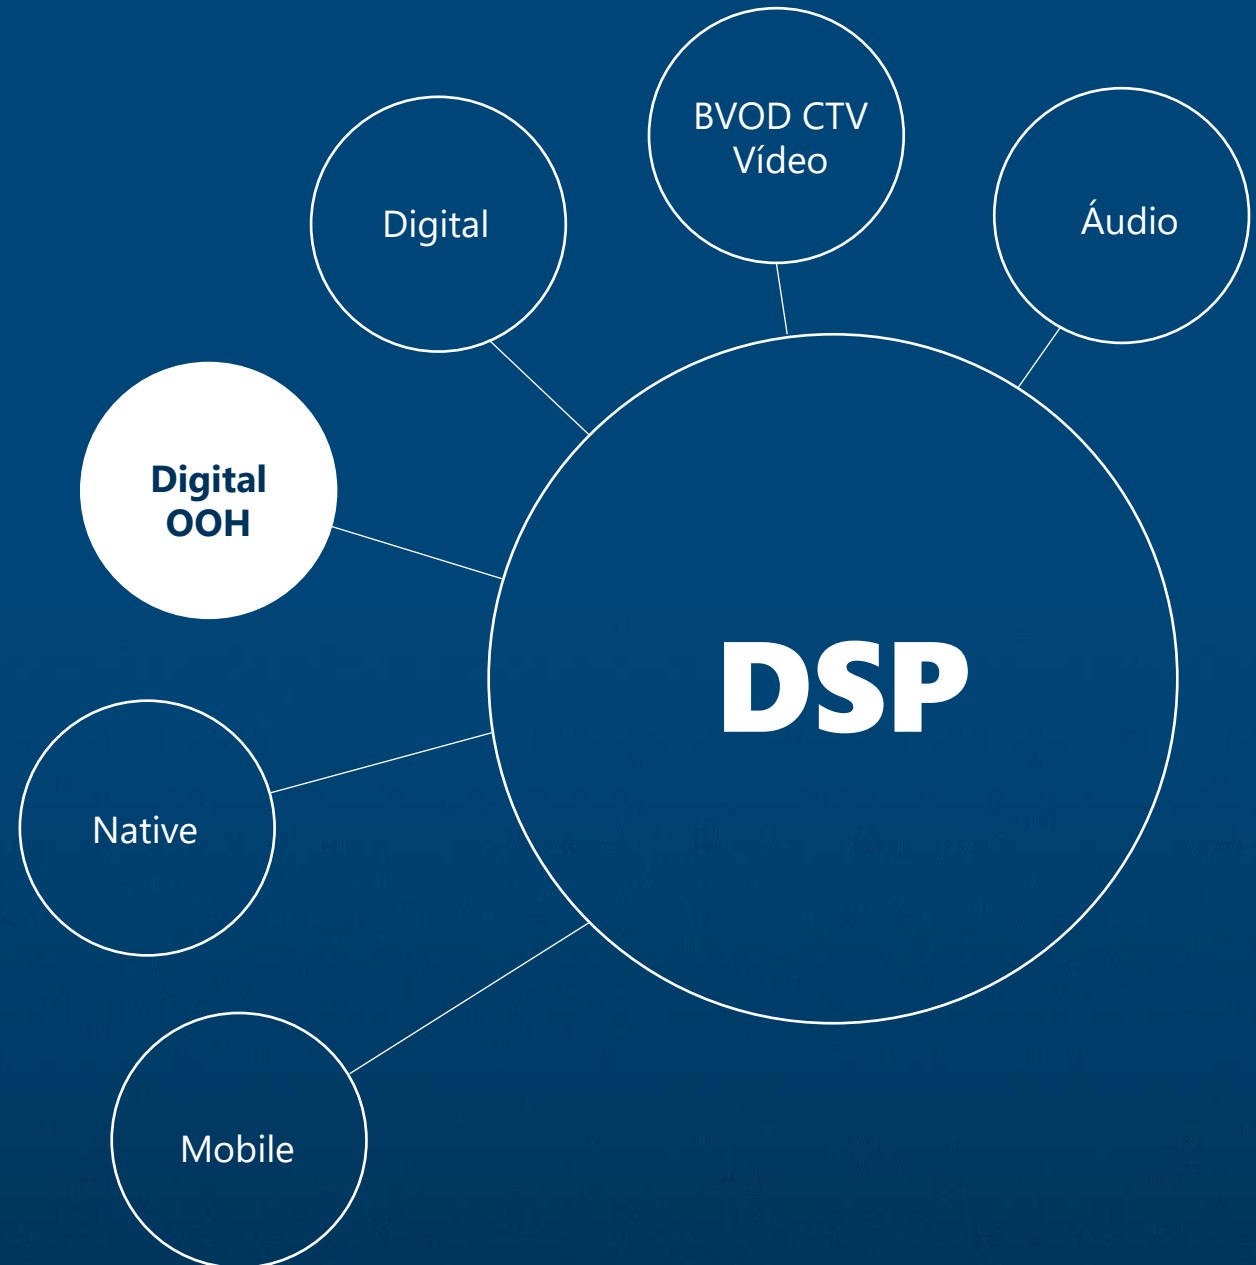 BVOD CTV
Vídeo
Áudio
Digital
Digital
OOH
DSP
Native
Mobile